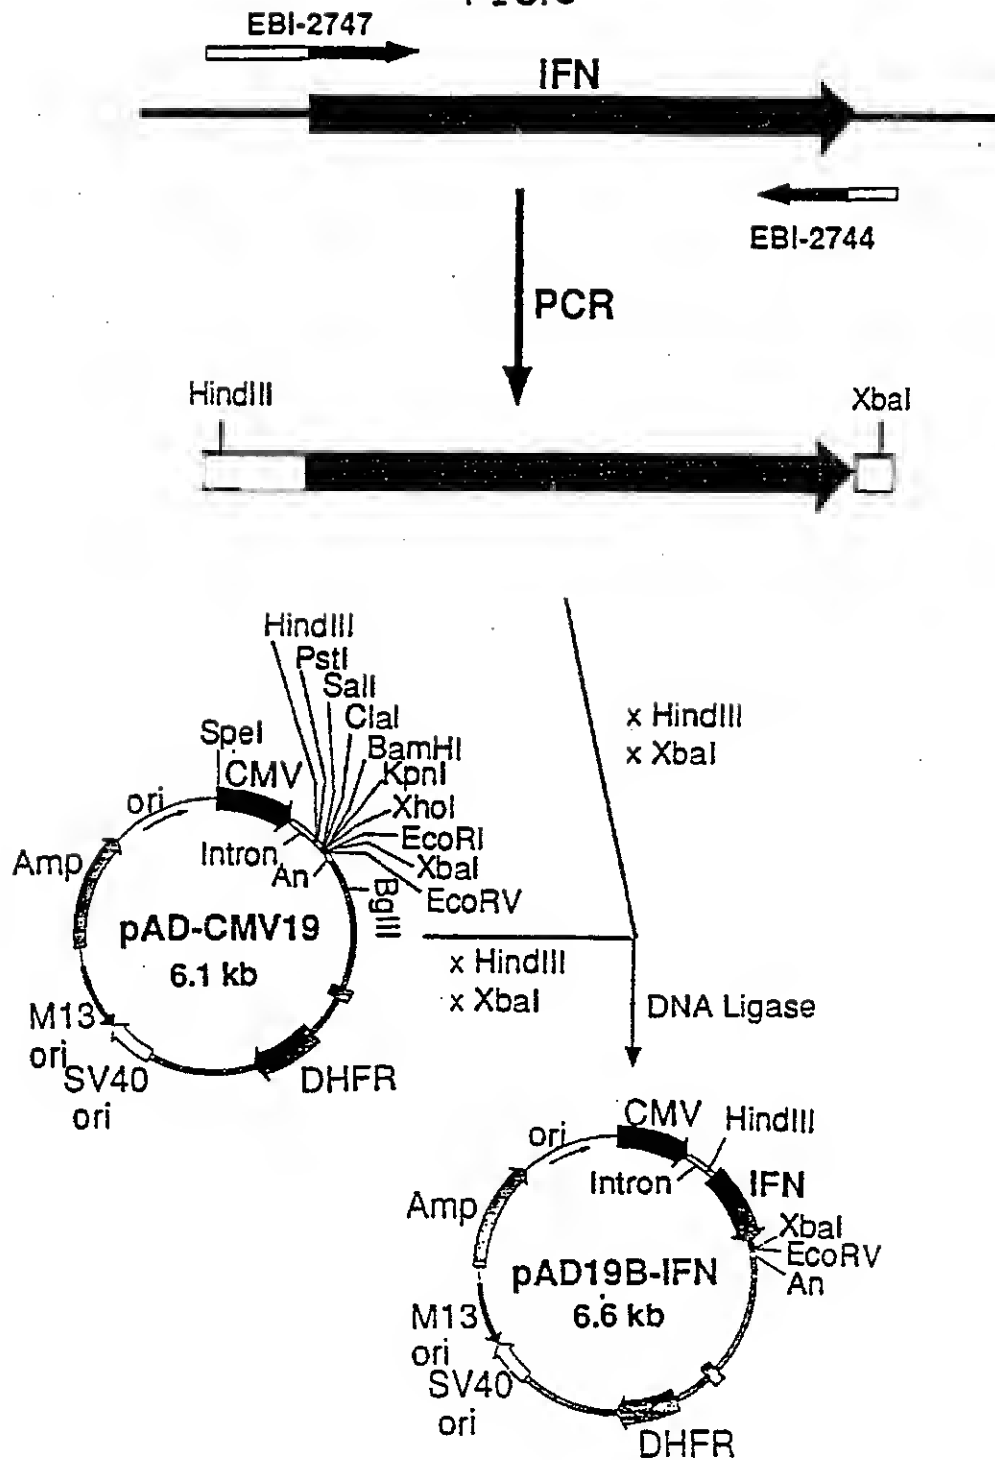 EBI-2747
IFN
EBI-2744
PCR
HindIII
XbaI
HindIII
PstI
SalI
ClaI
BamHI
KpnI
XhoI
EcoRI
XbaI
EcoRV
SpeI
CMV
ori
Intron
An
BglII
Amp
pAD-CMV19
6.1 kb
M13
ori
SV40
ori
DHFR
x HindIII
x XbaI
x HindIII
x XbaI
DNA Ligase
CMV
HindIII
ori
Intron
IFN
Amp
XbaI
EcoRV
An
pAD19B-IFN
6.6 kb
M13
ori
SV40
ori
DHFR